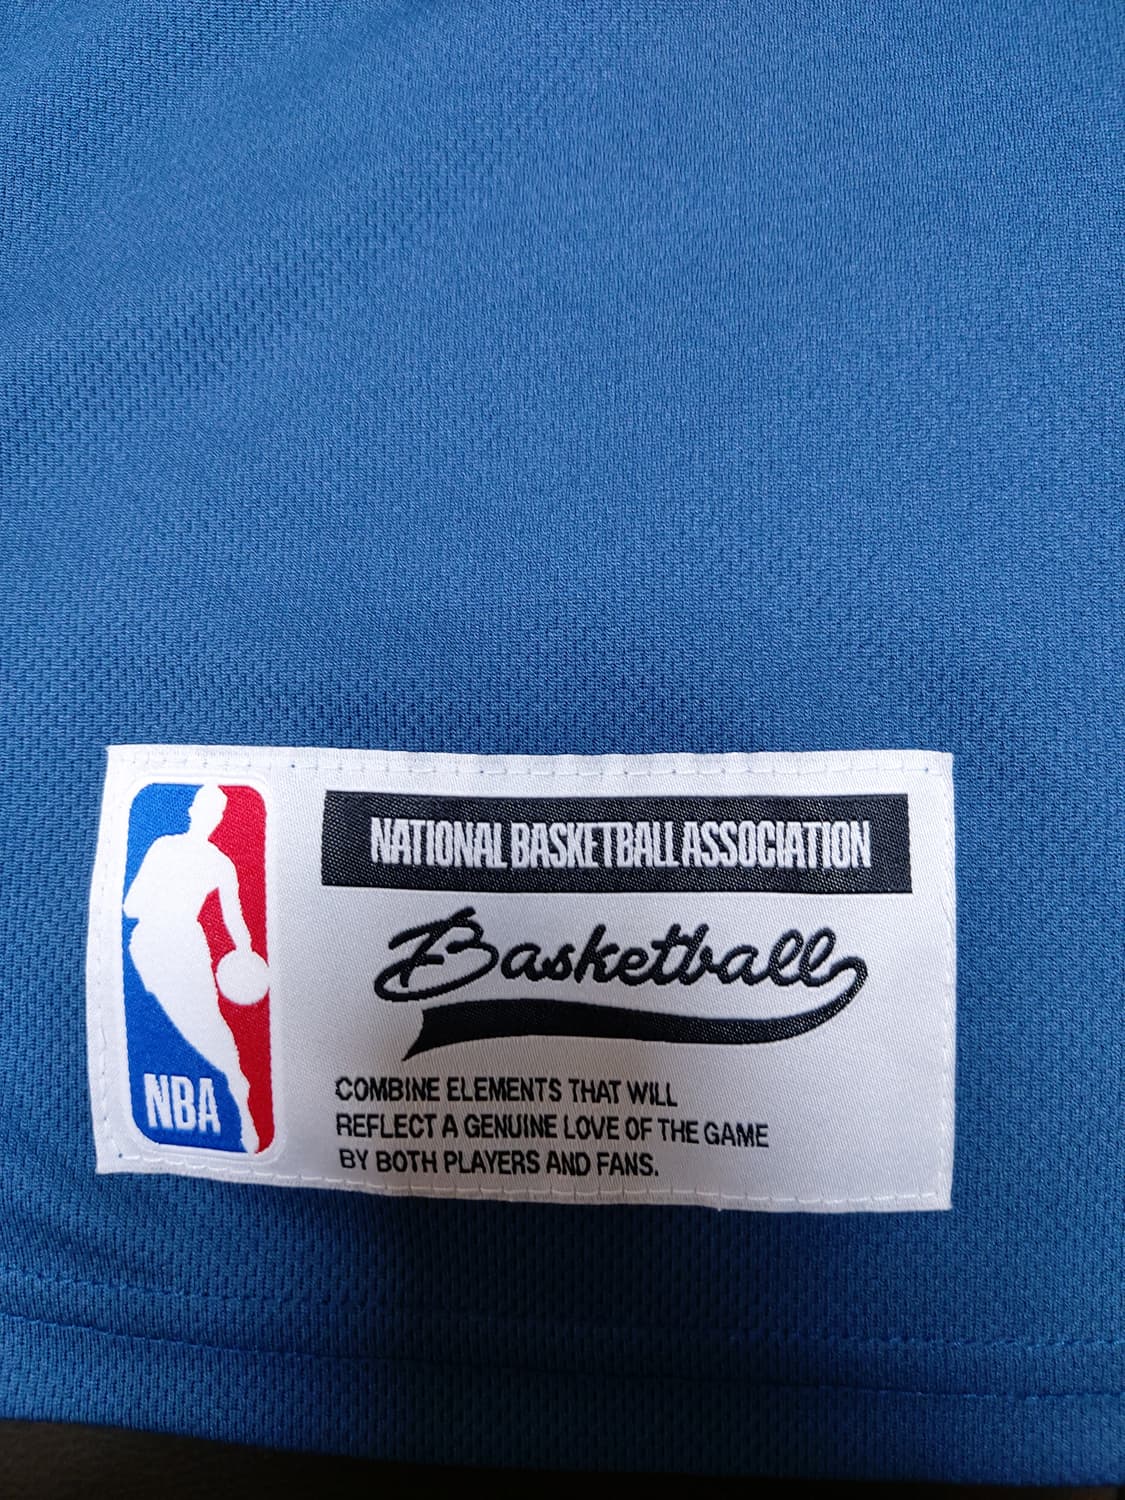 NBA
NATIONAL BASKETBALL ASSOCIATION
Basketball
COMBINE ELEMENTS THAT WILL
REFLECT A GENUINE LOVE OF THE GAME
BY BOTH PLAYERS AND FANS.